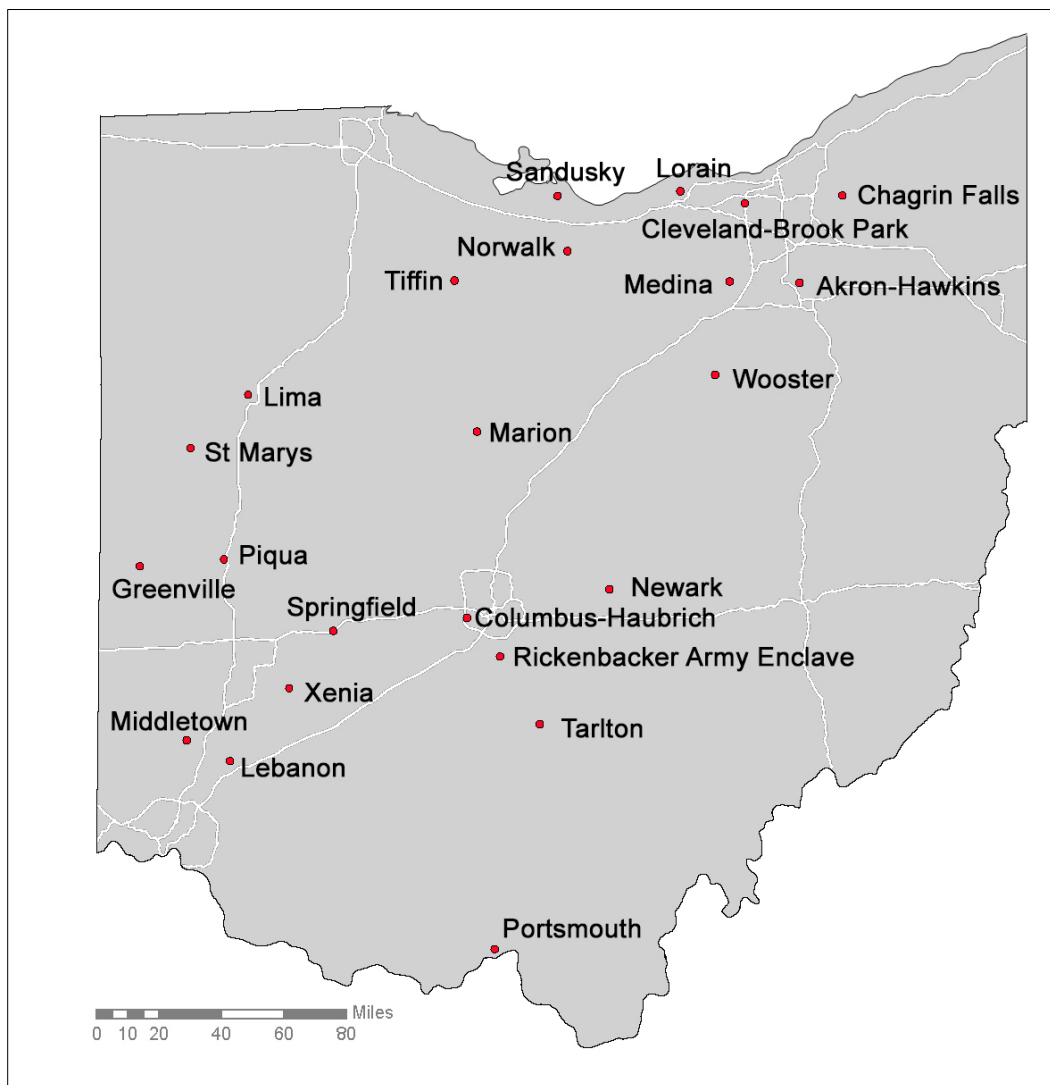 Sandusky
Lorain
Chagrin Falls
Cleveland-Brook Park
Norwalk
Tiffin
Medina
Akron-Hawkins
Wooster
Lima
Marion
St Marys
Piqua
Greenville
Newark
Springfield
Columbus-Haubrich
Rickenbacker Army Enclave
Xenia
Middletown
Tarlton
Lebanon
Portsmouth
Miles
0 10 20 40 60 80